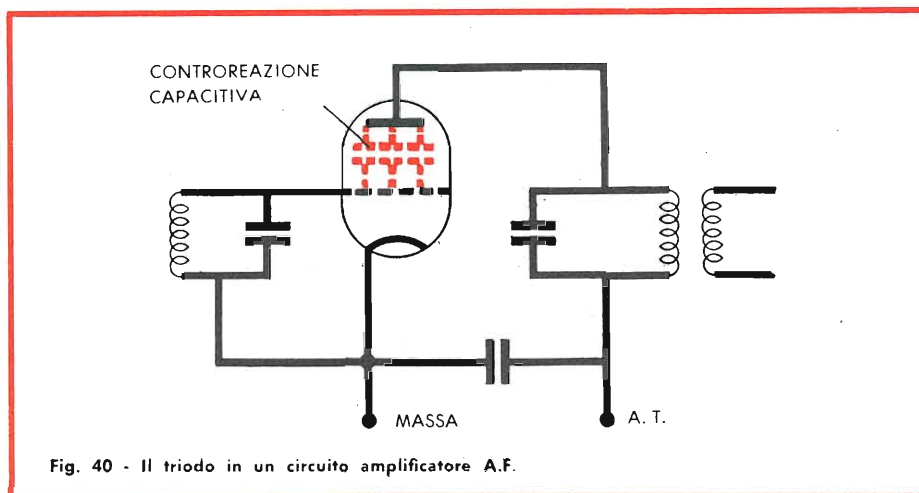 CONTROREAZIONE
CAPACITIVA
MASSA
A. T.
Fig. 40 - Il triodo in un circuito amplificatore A.F.